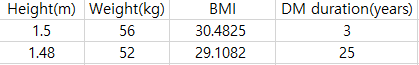 Height(m) Weight(kg) BMI DM duration(years)
1.5 56 30.4825 3
1.48 52 29.1082 25